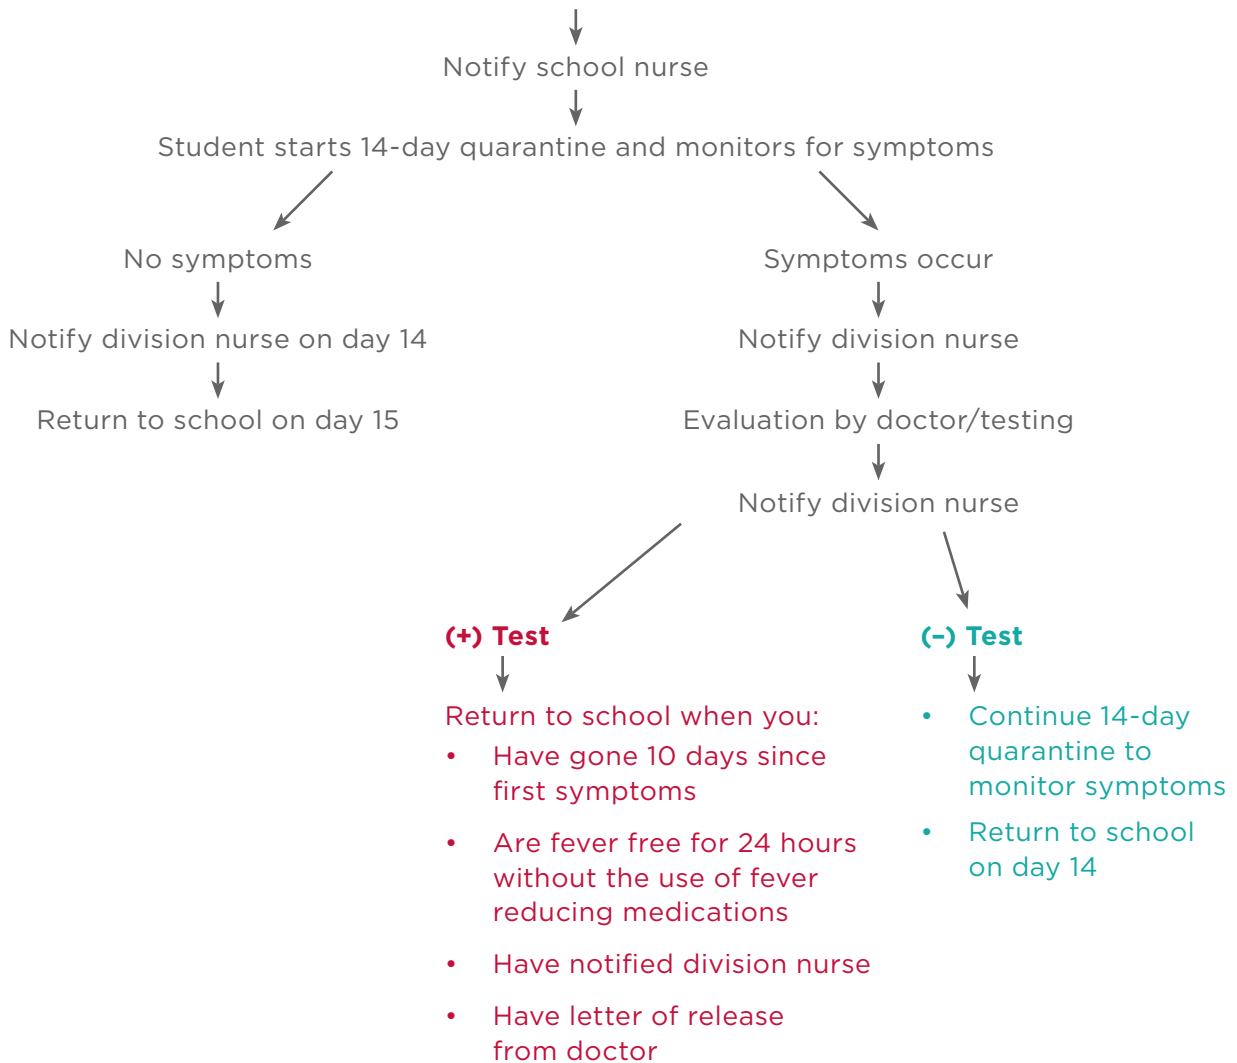 Notify school nurse
Student starts 14-day quarantine and monitors for symptoms
No symptoms
Notify division nurse on day 14
Return to school on day 15
Symptoms occur
Notify division nurse
Evaluation by doctor/testing
Notify division nurse
(+) Test
Return to school when you:
• Have gone 10 days since
first symptoms
• Are fever free for 24 hours
without the use of fever
reducing medications
• Have notified division nurse
• Have letter of release
from doctor
(–) Test
• Continue 14-day
quarantine to
monitor symptoms
• Return to school
on day 14